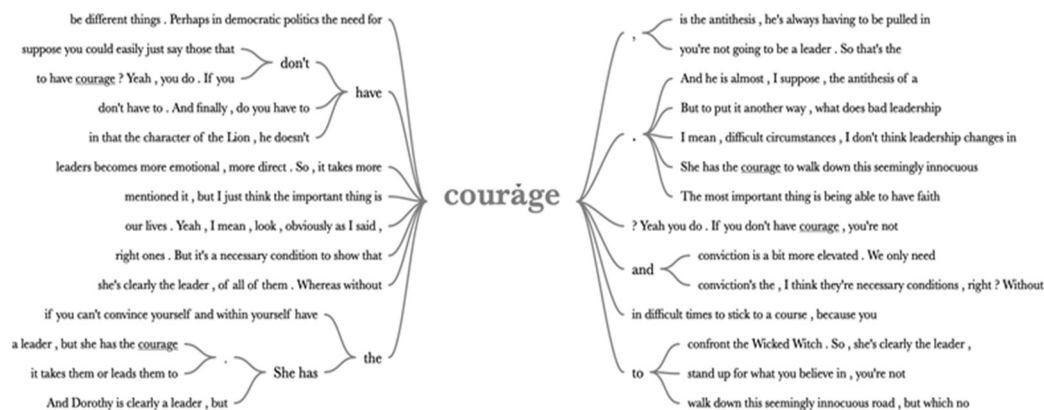 be different things . Perhaps in democratic politics the need for
suppose you could easily just say those that
to have courage ? Yeah , you do . If you
don't
don't have to . And finally , do you have to
in that the character of the Lion , he doesn't
have
leaders becomes more emotional , more direct . So , it takes more
mentioned it , but I just think the important thing is
our lives . Yeah , I mean , look , obviously as I said ,
right ones . But it's a necessary condition to show that
she's clearly the leader , of all of them . Whereas without
if you can't convince yourself and within yourself have
a leader , but she has the courage
it takes them or leads them to
.
And Dorothy is clearly a leader , but
She has
the
courage
,
is the antithesis , he's always having to be pulled in
you're not going to be a leader . So that's the
.
And he is almost , I suppose , the antithesis of a
But to put it another way , what does bad leadership
I mean , difficult circumstances , I don't think leadership changes in
She has the courage to walk down this seemingly innocuous
The most important thing is being able to have faith
? Yeah you do . If you don't have courage , you're not
and
conviction is a bit more elevated . We only need
conviction's the , I think they're necessary conditions , right ? Without
in difficult times to stick to a course , because you
to
confront the Wicked Witch . So , she's clearly the leader ,
stand up for what you believe in , you're not
walk down this seemingly innocuous road , but which no